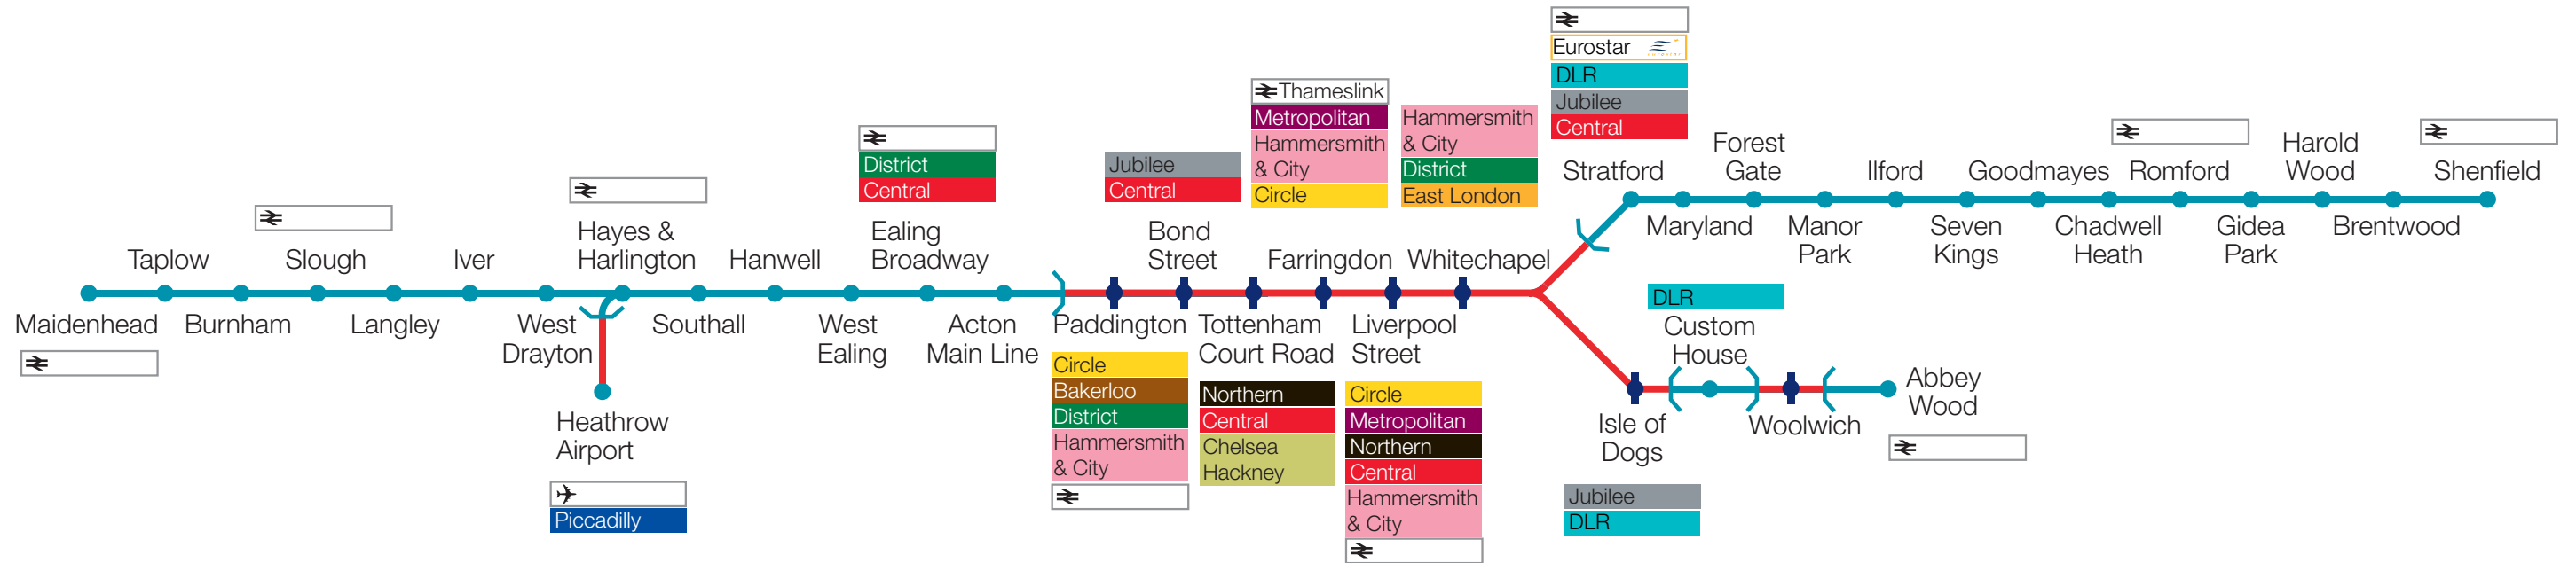 Maidenhead
Taplow
Burnham
Slough
Langley
Iver
West
Drayton
Hayes &
Harlington
Heathrow
Airport
Piccadilly
Southall
Hanwell
West
Ealing
District
Central
Ealing
Broadway
Acton
Main Line
Paddington
Circle
Bakerloo
District
Hammersmith
& City
Jubilee
Central
Bond
Street
Tottenham
Court Road
Northern
Central
Chelsea
Hackney
Thameslink
Metropolitan
Hammersmith
& City
Circle
Farringdon
Liverpool
Street
Circle
Metropolitan
Northern
Central
Hammersmith
& City
Hammersmith
& City
District
East London
Whitechapel
Eurostar
DLR
Jubilee
Central
Stratford
Maryland
Forest
Gate
Manor
Park
Ilford
Seven
Kings
Goodmayes
Chadwell
Heath
Romford
Gidea
Park
Harold
Wood
Brentwood
Shenfield
Isle of
Dogs
Jubilee
DLR
DLR
Custom
House
Woolwich
Abbey
Wood